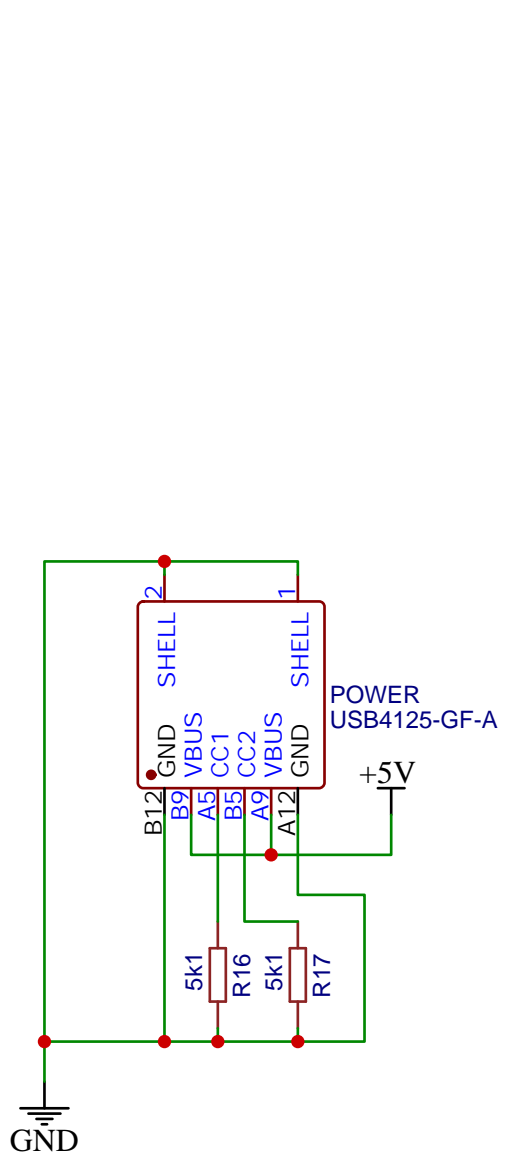 2
1
SHELL
SHELL
POWER
USB4125-GF-A
GND
VBUS
CC1
CC2
VBUS
GND
+5V
B12
B9
A5
B5
A9
A12
5k1
R16
5k1
R17
GND